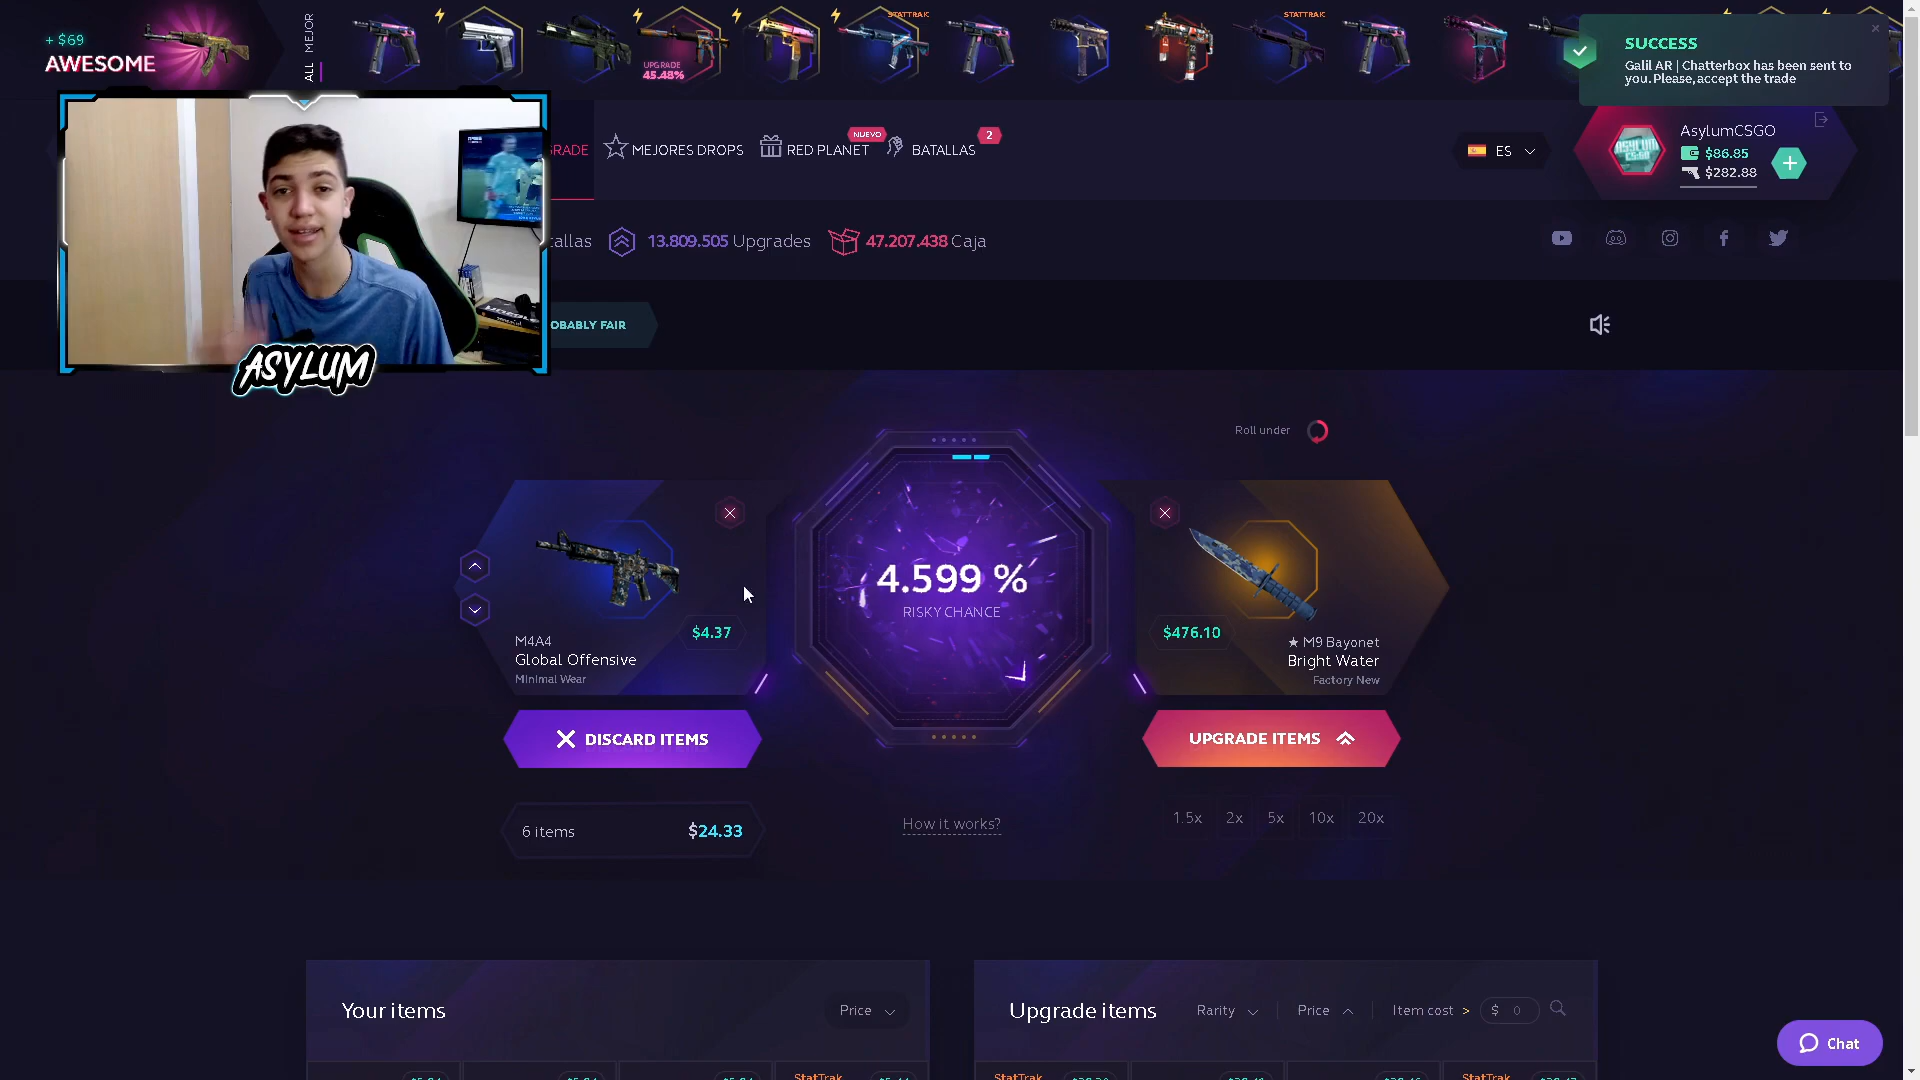 + $69
AWESOME
ALL MEJOR
UPGRADE
45.48%
STATTRAK
STATTRAK
SUCCESS
Galil AR | Chatterbox has been sent to
you. Please, accept the trade
RADE
MEJORES DROPS
RED PLANET
NUEVO
BATALLAS
2
ES
AsylumCSGO
$86.85
$282.88
tallas
13.809.505 Upgrades
47.207.438 Caja
OBABLY FAIR
ASYLUM
Roll under
M4A4
Global Offensive
Minimal Wear
$4.37
4.599 %
RISKY CHANCE
$476.10
★ M9 Bayonet
Bright Water
Factory New
DISCARD ITEMS
UPGRADE ITEMS
6 items
$24.33
How it works?
1.5x
2x
5x
10x
20x
Your items
Price
Upgrade items
Rarity
Price
Item cost >
$ 0
StatTrak
StatTrak
StatTrak
Chat